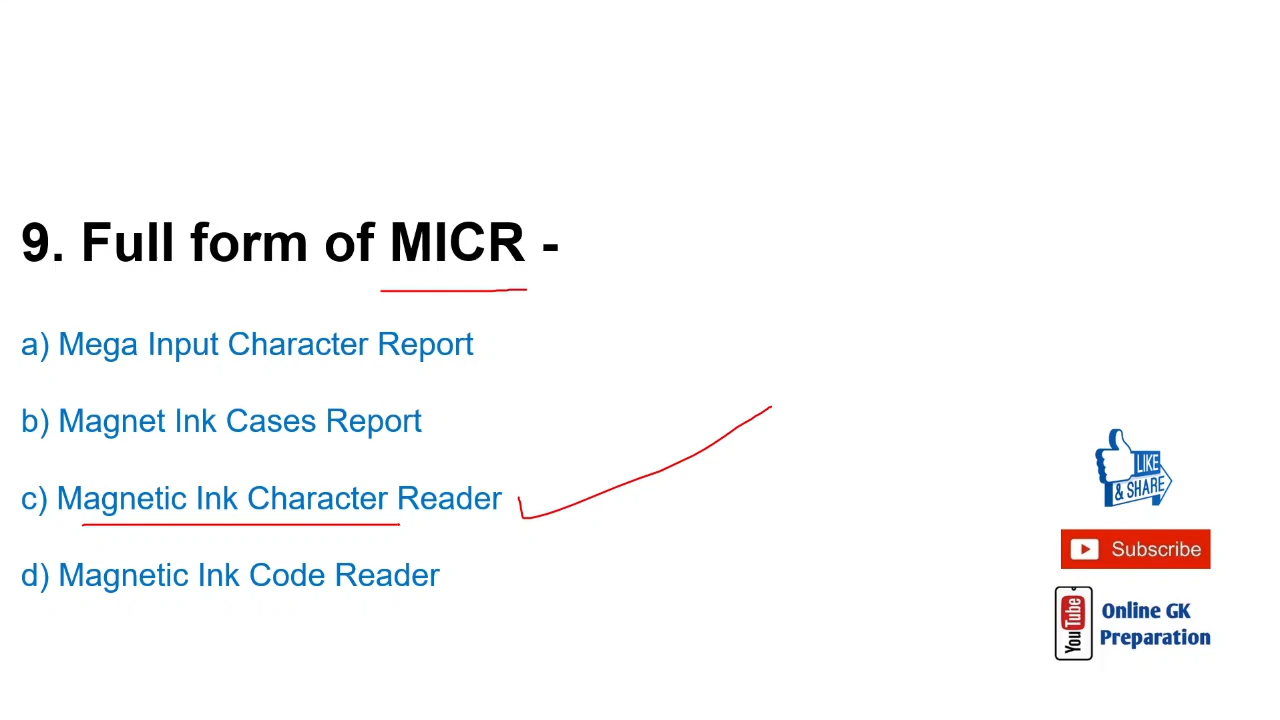 9. Full form of MICR -
a) Mega Input Character Report
b) Magnet Ink Cases Report
c) Magnetic Ink Character Reader
d) Magnetic Ink Code Reader
LIKE
& SHARE
Subscribe
YouTube
Online GK
Preparation